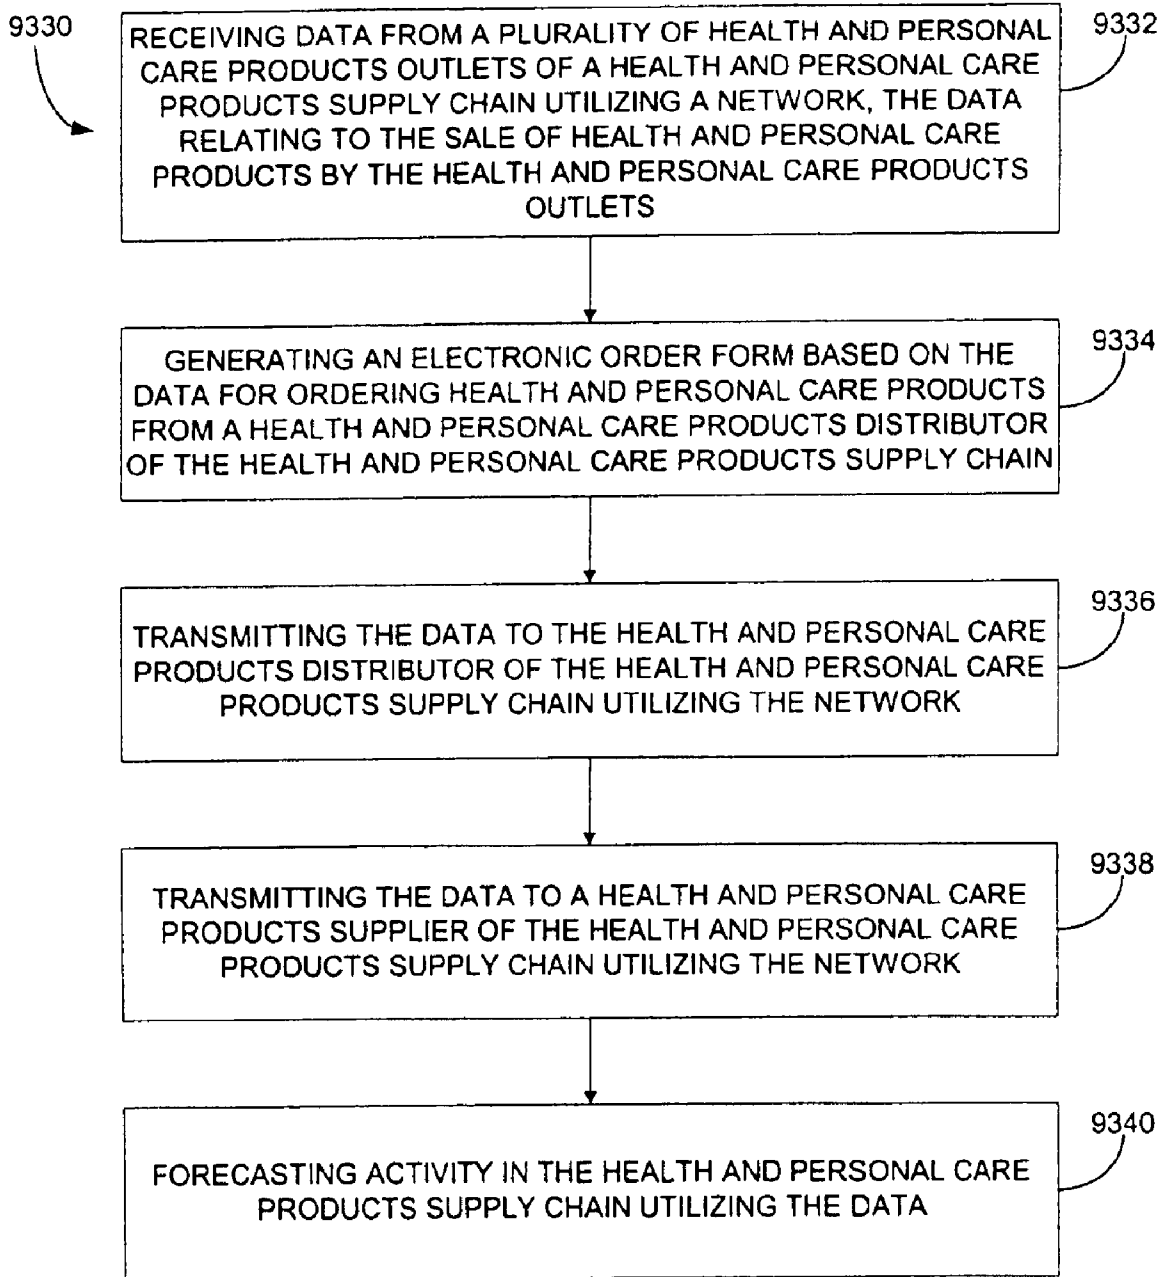 9330
9332
RECEIVING DATA FROM A PLURALITY OF HEALTH AND PERSONAL
CARE PRODUCTS OUTLETS OF A HEALTH AND PERSONAL CARE
PRODUCTS SUPPLY CHAIN UTILIZING A NETWORK, THE DATA
RELATING TO THE SALE OF HEALTH AND PERSONAL CARE
PRODUCTS BY THE HEALTH AND PERSONAL CARE PRODUCTS
OUTLETS
9334
GENERATING AN ELECTRONIC ORDER FORM BASED ON THE
DATA FOR ORDERING HEALTH AND PERSONAL CARE PRODUCTS
FROM A HEALTH AND PERSONAL CARE PRODUCTS DISTRIBUTOR
OF THE HEALTH AND PERSONAL CARE PRODUCTS SUPPLY CHAIN
9336
TRANSMITTING THE DATA TO THE HEALTH AND PERSONAL CARE
PRODUCTS DISTRIBUTOR OF THE HEALTH AND PERSONAL CARE
PRODUCTS SUPPLY CHAIN UTILIZING THE NETWORK
9338
TRANSMITTING THE DATA TO A HEALTH AND PERSONAL CARE
PRODUCTS SUPPLIER OF THE HEALTH AND PERSONAL CARE
PRODUCTS SUPPLY CHAIN UTILIZING THE NETWORK
9340
FORECASTING ACTIVITY IN THE HEALTH AND PERSONAL CARE
PRODUCTS SUPPLY CHAIN UTILIZING THE DATA